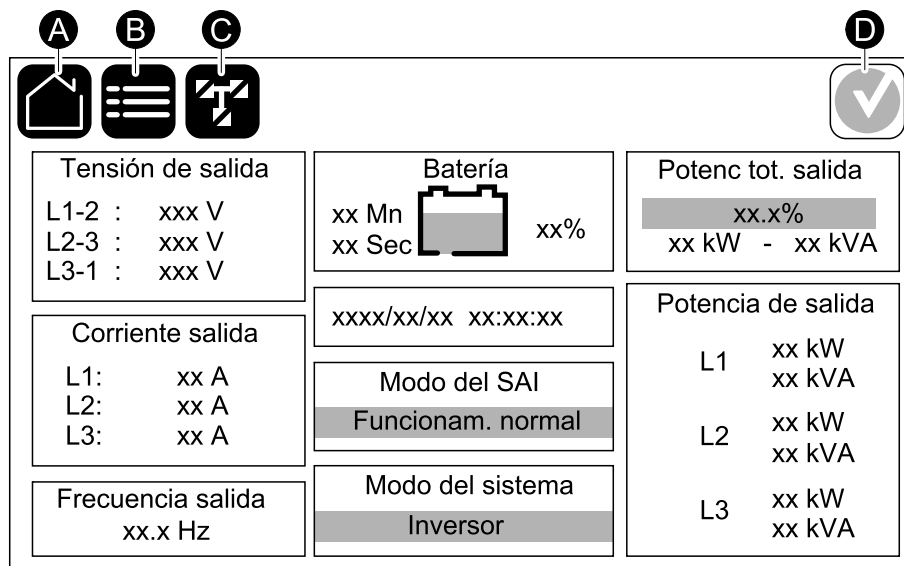 A
B
C
D
Tensión de salida
L1-2 : xxx V
L2-3 : xxx V
L3-1 : xxx V
Corriente salida
L1: xx A
L2: xx A
L3: xx A
Frecuencia salida
xx.x Hz
Batería
xx Mn
xx Sec
xx%
xxxx/xx/xx xx:xx:xx
Modo del SAI
Funcionam. normal
Modo del sistema
Inversor
Potenc tot. salida
xx.x%
xx kW - xx kVA
Potencia de salida
L1 xx kW
xx kVA
L2 xx kW
xx kVA
L3 xx kW
xx kVA